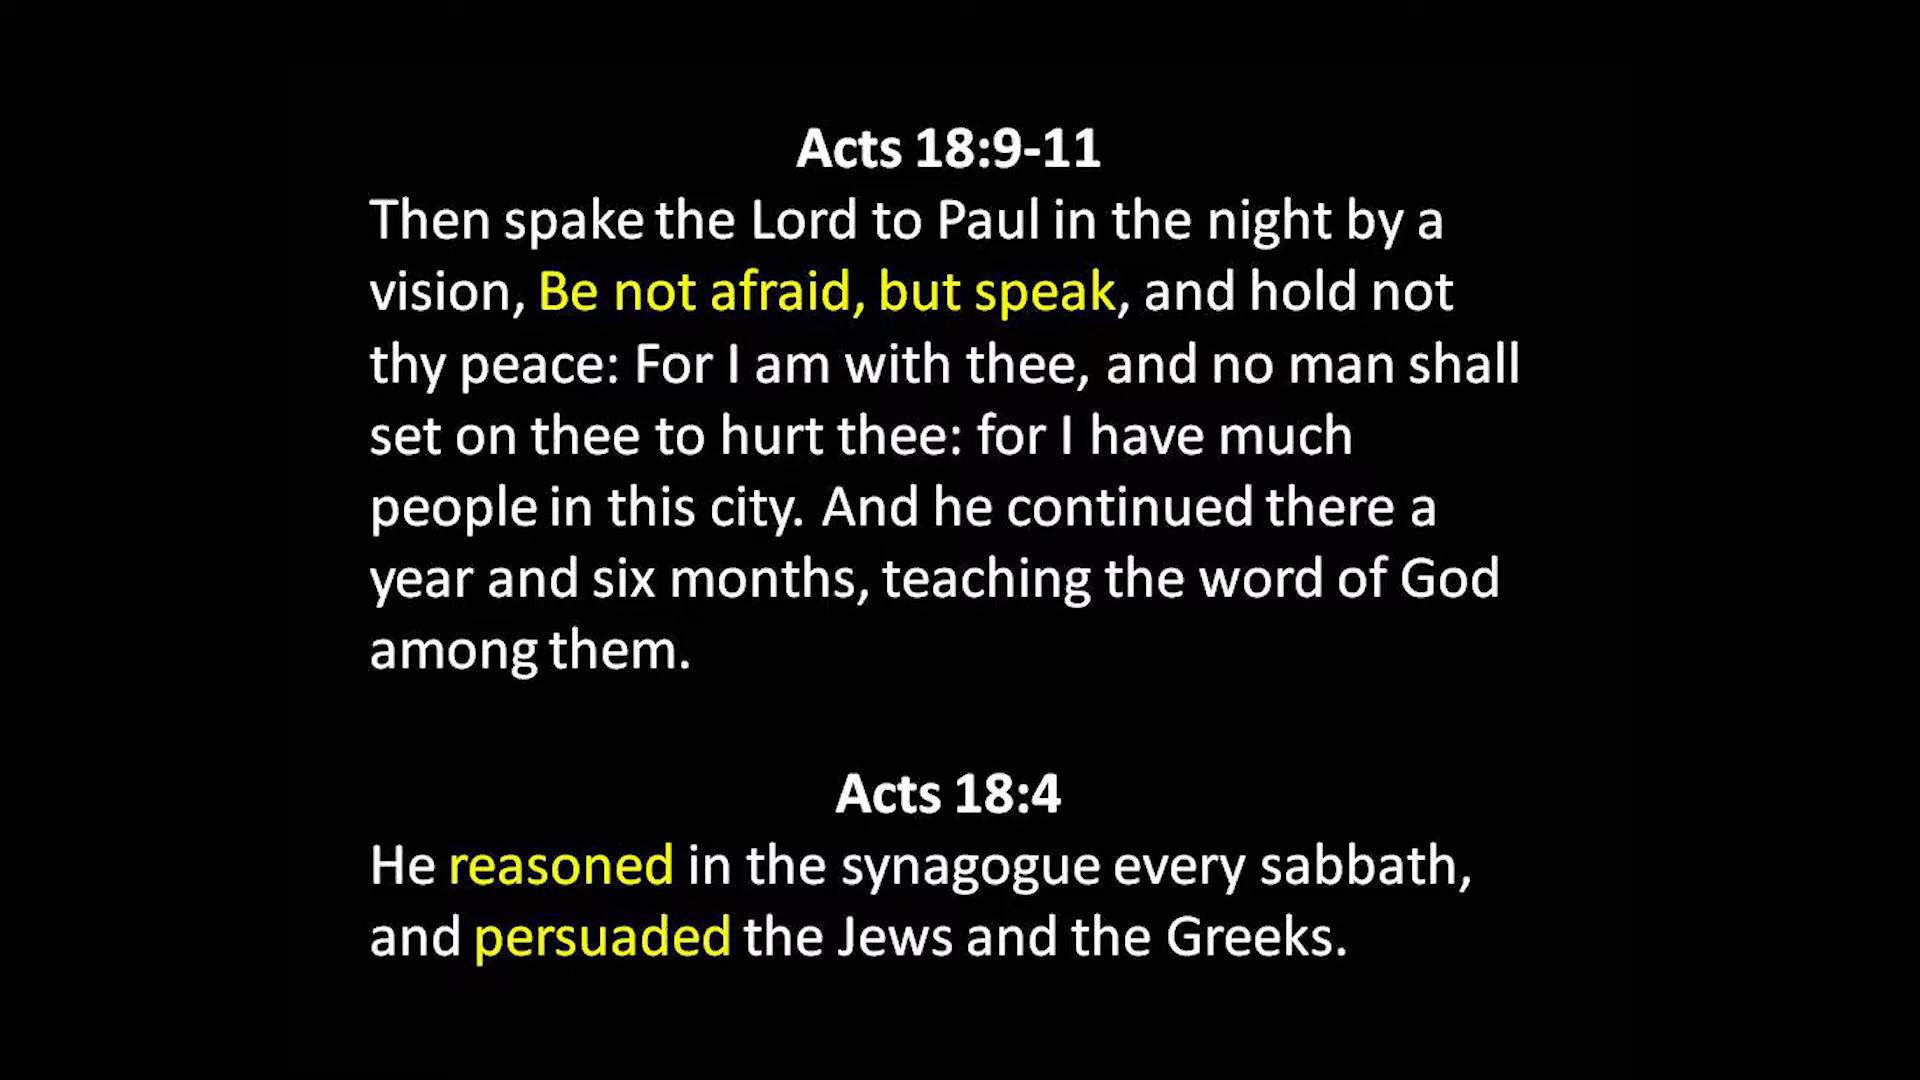 Acts 18:9-11
Then spake the Lord to Paul in the night by a
vision, Be not afraid, but speak, and hold not
thy peace: For I am with thee, and no man shall
set on thee to hurt thee: for I have much
people in this city. And he continued there a
year and six months, teaching the word of God
among them.
Acts 18:4
He reasoned in the synagogue every sabbath,
and persuaded the Jews and the Greeks.